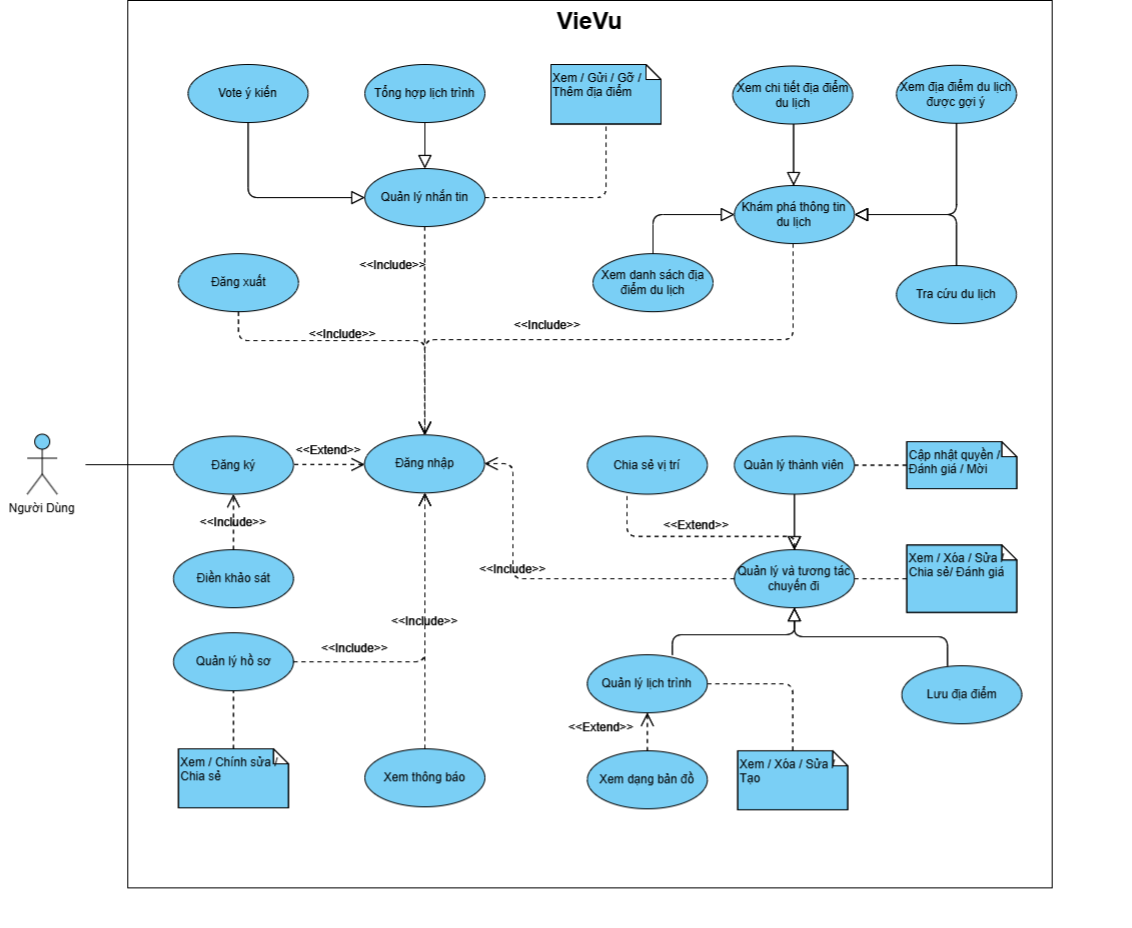 VieVu
Vote ý kiến
Tổng hợp lịch trình
Xem / Gửi / Gỡ /
Thêm địa điểm
Xem chi tiết địa điểm
du lịch
Xem địa điểm du lịch
được gợi ý
Quản lý nhắn tin
Khám phá thông tin
du lịch
<<Include>>
Đăng xuất
Xem danh sách địa
điểm du lịch
Tra cứu du lịch
<<Include>>
<<Include>>
Người Dùng
Đăng ký
<<Extend>>
Đăng nhập
Chia sẻ vị trí
Quản lý thành viên
Cập nhật quyền /
Đánh giá / Mời
<<Include>>
<<Extend>>
Điền khảo sát
<<Include>>
Quản lý và tương tác
chuyến đi
Xem / Xóa / Sửa /
Chia sẻ/ Đánh giá
<<Include>>
Quản lý hồ sơ
<<Include>>
Quản lý lịch trình
Lưu địa điểm
<<Extend>>
Xem / Chính sửa /
Chia sẻ
Xem thông báo
Xem dạng bản đồ
Xem / Xóa / Sửa /
Tạo